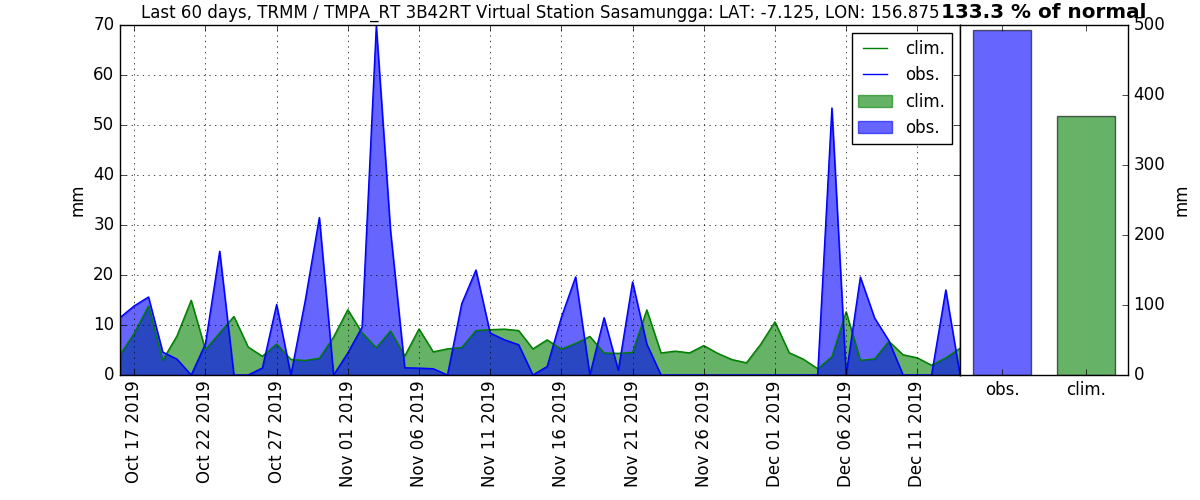 Last 60 days, TRMM / TMPA_RT 3B42RT Virtual Station Sasamungga: LAT: -7.125, LON: 156.875
133.3 % of normal
70
60
50
40
30
20
10
0
mm
clim.
obs.
clim.
obs.
500
400
300
200
100
0
mm
obs.
clim.
Oct 17 2019
Oct 22 2019
Oct 27 2019
Nov 01 2019
Nov 06 2019
Nov 11 2019
Nov 16 2019
Nov 21 2019
Nov 26 2019
Dec 01 2019
Dec 06 2019
Dec 11 2019